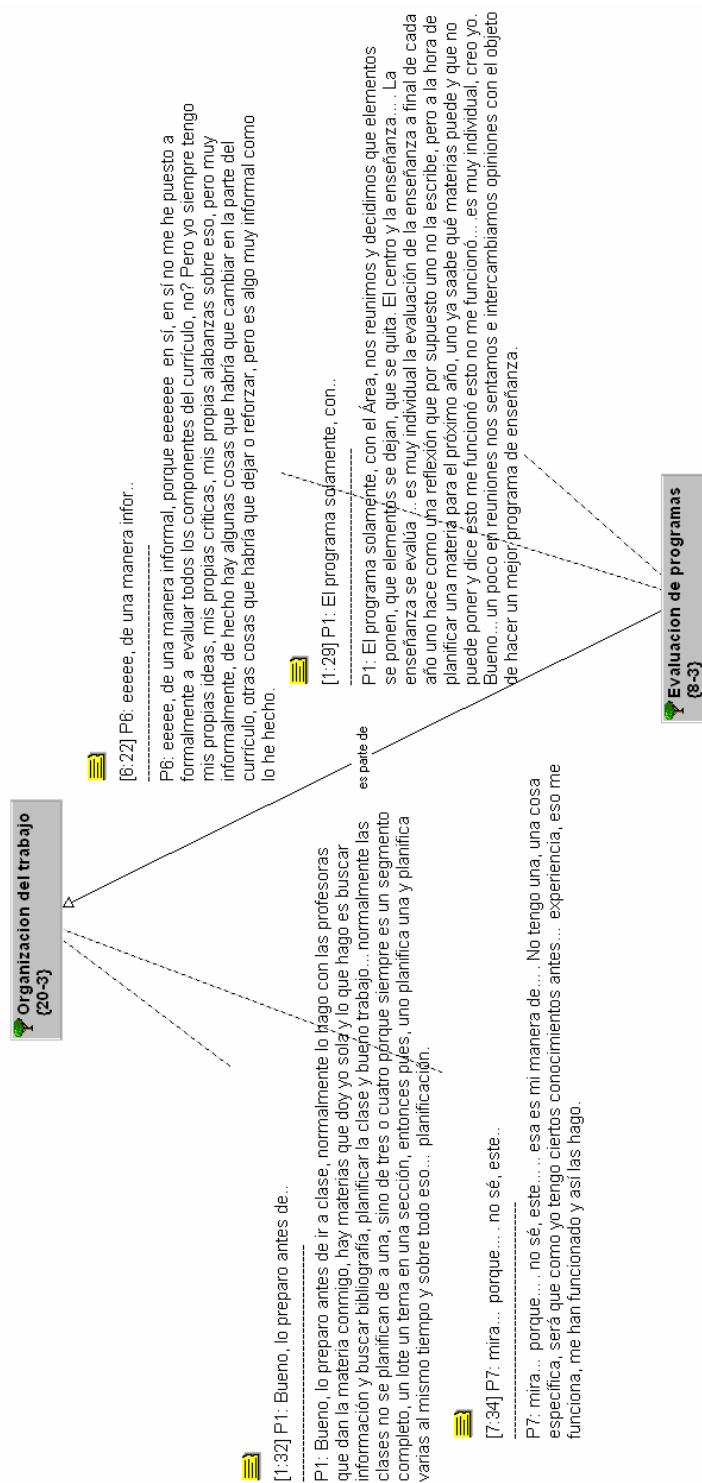 Organizacion del trabajo
{20-3}
[1:32] P1: Bueno, lo preparo antes de..
P1: Bueno, lo preparo antes de ir a clase, normalmente lo hago con las profesoras
que dan la materia conmigo, hay materias que doy yo sola y lo que hago es buscar
información y buscar bibliografía, planificar la clase y bueno trabajo... normalmente las
clases no se planifican de a una, sino de tres o cuatro porque siempre es un segmento
completo, un lote un tema en una sección, entonces pues, uno planifica una y planifica
varias al mismo tiempo y sobre todo eso... planificación.
[7:34] P7: mira... porque.... no sé, este..
P7: mira... porque.... no sé, este...... esa es mi manera de.... No tengo una, una cosa
específica, será que como yo tengo ciertos conocimientos antes... experiencia, eso me
funciona, me han funcionado y así las hago.
[6:22] P6: eeeee, de una manera infor..
P6: eeeee, de una manera informal, porque eeeeeee en sí, en sí no me he puesto a
formalmente a evaluar todos los componentes del currículo, no? Pero yo siempre tengo
mis propias ideas, mis propias críticas, mis propias alabanzas sobre eso, pero muy
informalmente, de hecho hay algunas cosas que habría que cambiar en la parte del
currículo, otras cosas que habría que dejar o reforzar, pero es algo muy informal como
lo he hecho.
es parte de
[1:29] P1: El programa solamente, con..
P1: El programa solamente, con el Área, nos reunimos y decidimos que elementos
se ponen, que elementos se dejan, que se quita. El centro y la enseñanza.... La
enseñanza se evalúa ... es muy individual la evaluación de la enseñanza a final de cada
año uno hace como una reflexión que por supuesto uno no la escribe, pero a la hora de
planificar una materia para el próximo año, uno ya saabe qué materias puede y que no
puede poner y dice esto me funcionó esto no me funcionó....es muy individual, creo yo.
Bueno... un poco en reuniones nos sentamos e intercambiamos opiniones con el objeto
de hacer un mejor programa de enseñanza.
Evaluacion de programas
{8-3}